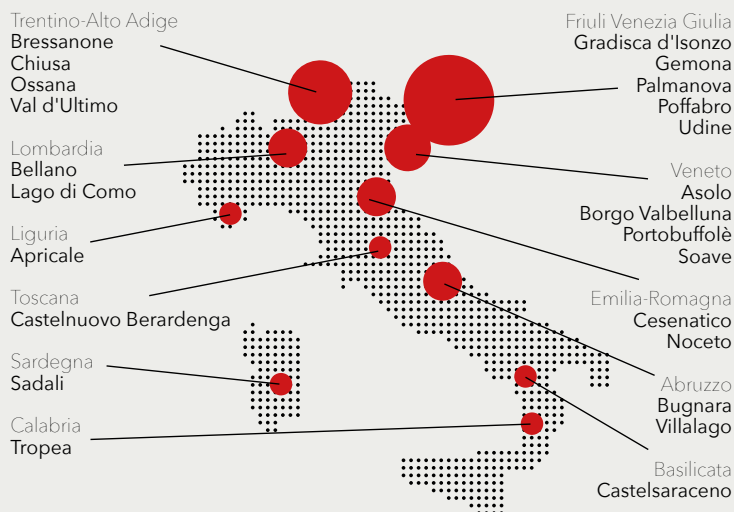 Trentino-Alto Adige
Bressanone
Chiusa
Ossana
Val d'Ultimo
Lombardia
Bellano
Lago di Como
Liguria
Apricale
Toscana
Castelnuovo Berardenga
Sardegna
Sadali
Calabria
Tropea
Friuli Venezia Giulia
Gradisca d'Isonzo
Gemona
Palmanova
Poffabro
Udine
Veneto
Asolo
Borgo Valbelluna
Portobuffolè
Soave
Emilia-Romagna
Cesenatico
Noceto
Abruzzo
Bugnara
Villalago
Basilicata
Castelsaraceno